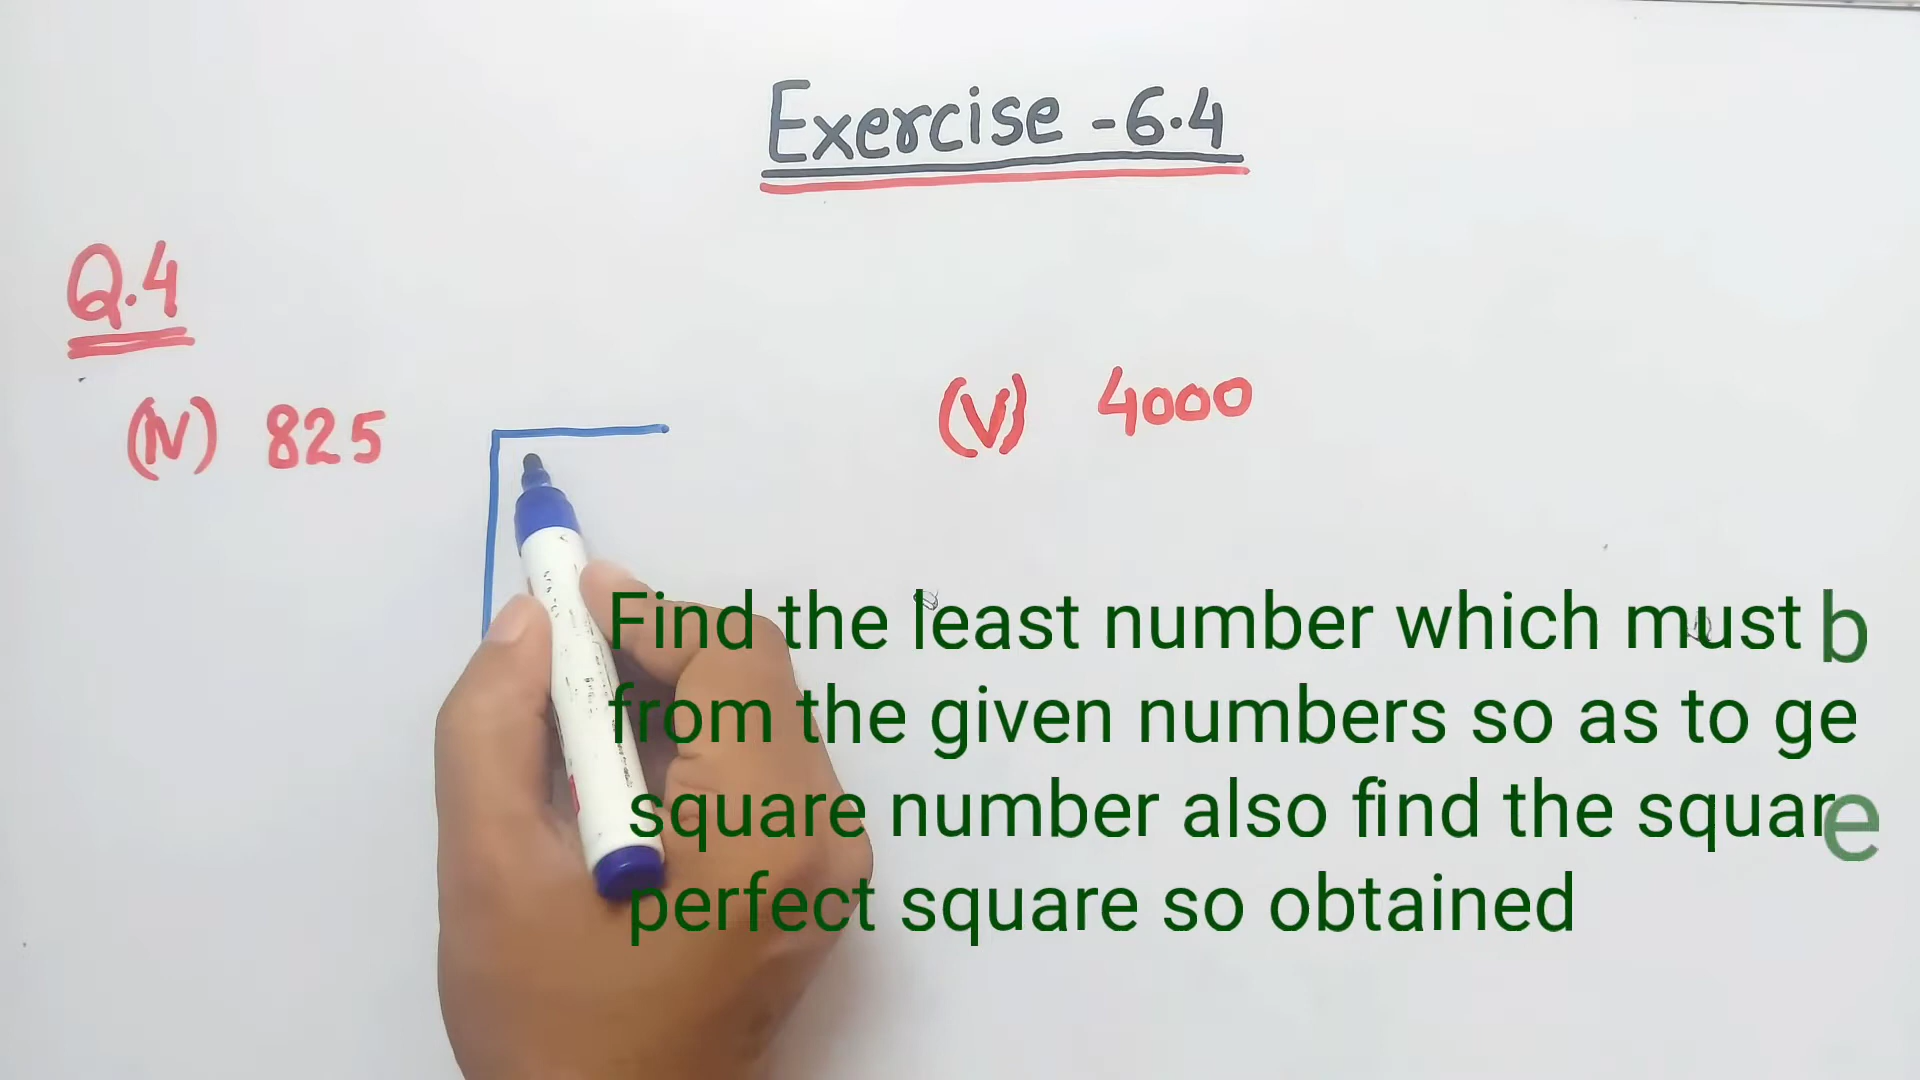 Exercise - 6.4
Q.4
(iv) 825
(v) 4000
Find the least number which must b
from the given numbers so as to ge
square number also find the square
perfect square so obtained